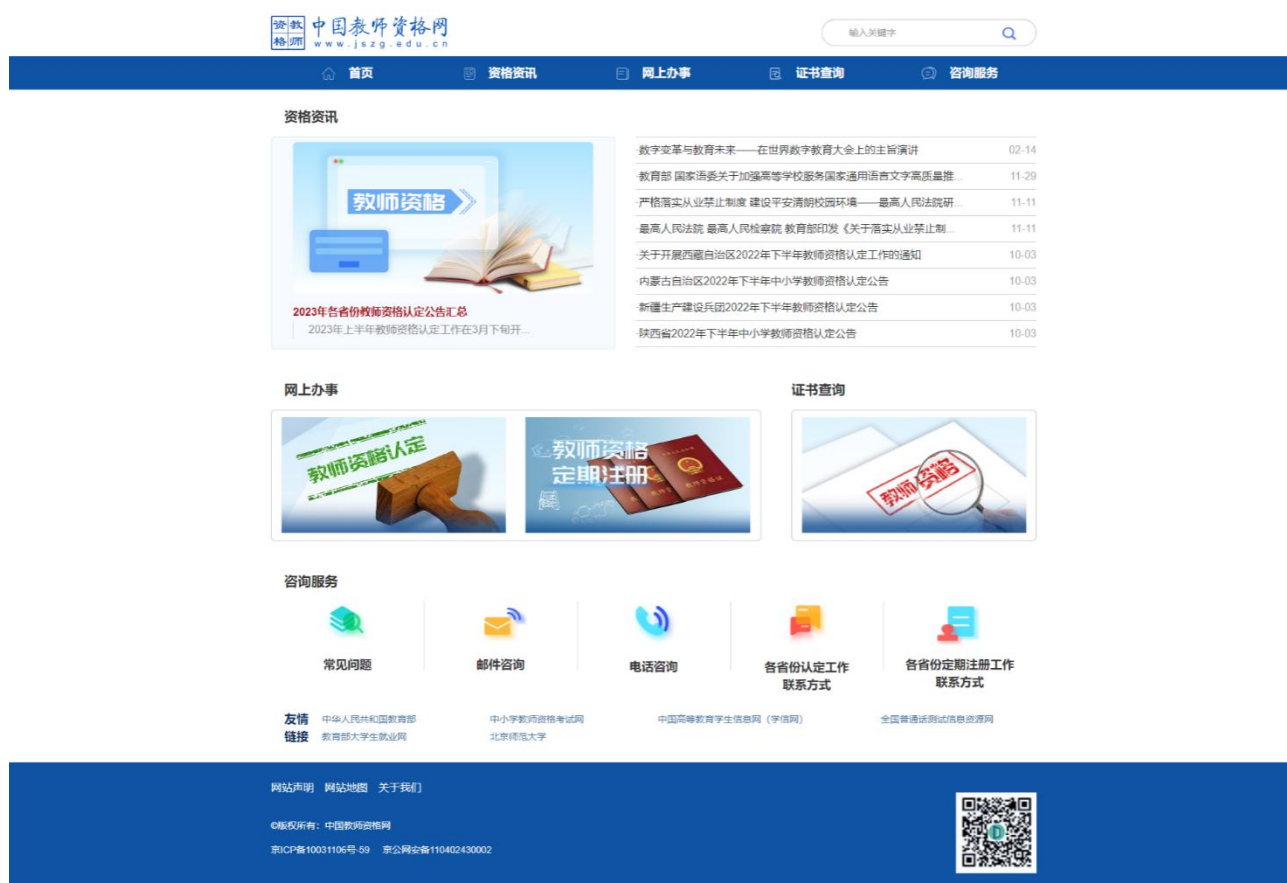 资教
格师
中国教师资格网
www.jszg.edu.cn
输入关键字
首页
资格资讯
网上办事
证书查询
咨询服务
资格资讯
教师资格
2023年各省份教师资格认定公告汇总
2023年上半年教师资格认定工作在3月下旬开...
·数字变革与教育未来——在世界数字教育大会上的主旨演讲 02-14
·教育部 国家语委关于加强高等学校服务国家通用语言文字高质量推... 11-29
·严格落实从业禁止制度 建设平安清朗校园环境——最高人民法院研... 11-11
·最高人民法院 最高人民检察院 教育部印发《关于落实从业禁止制... 11-11
·关于开展西藏自治区2022年下半年教师资格认定工作的通知 10-03
·内蒙古自治区2022年下半年中小学教师资格认定公告 10-03
·新疆生产建设兵团2022年下半年教师资格认定公告 10-03
·陕西省2022年下半年中小学教师资格认定公告 10-03
网上办事
教师资格认定
教师资格
定期注册
证书查询
教师资格
咨询服务
常见问题
邮件咨询
电话咨询
各省份认定工作
联系方式
各省份定期注册工作
联系方式
友情
链接
中华人民共和国教育部
中小学教师资格考试网
中国高等教育学生信息网（学信网）
全国普通话测试信息资源网
教育部大学生就业网
北京师范大学
网站声明 网站地图 关于我们
©版权所有：中国教师资格网
京ICP备10031106号-59 京公网安备110402430002